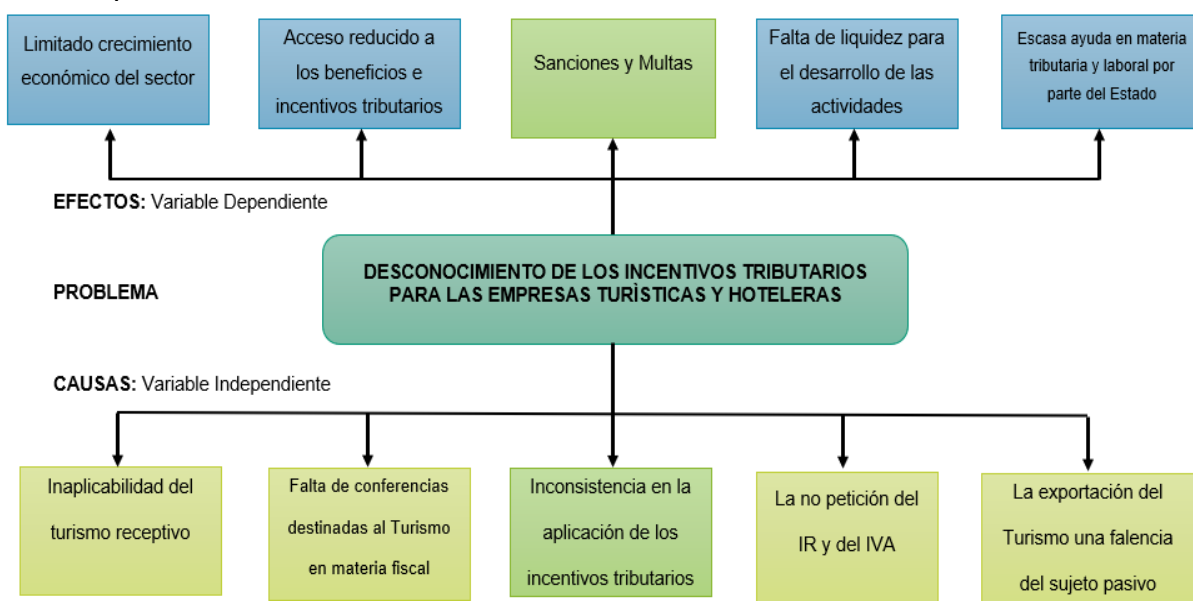 Limitado crecimiento
económico del sector
Acceso reducido a
los beneficios e
incentivos tributarios
Sanciones y Multas
Falta de liquidez para
el desarrollo de las
actividades
Escasa ayuda en materia
tributaria y laboral por
parte del Estado
EFECTOS: Variable Dependiente
PROBLEMA
DESCONOCIMIENTO DE LOS INCENTIVOS TRIBUTARIOS
PARA LAS EMPRESAS TURÌSTICAS Y HOTELERAS
CAUSAS: Variable Independiente
Inaplicabilidad del
turismo receptivo
Falta de conferencias
destinadas al Turismo
en materia fiscal
Inconsistencia en la
aplicación de los
incentivos tributarios
La no petición del
IR y del IVA
La exportación del
Turismo una falencia
del sujeto pasivo